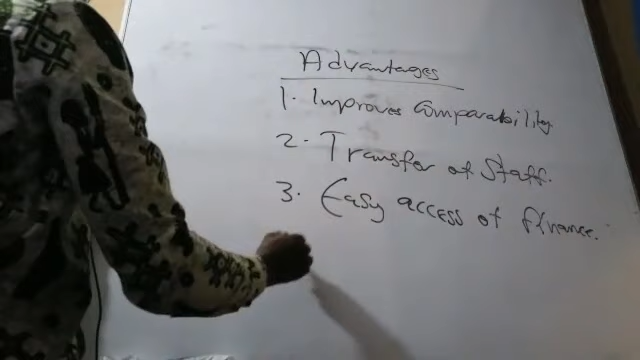 Advantages
1. Improves Comparability
2. Transfer of Staff.
3. Easy access of finance.